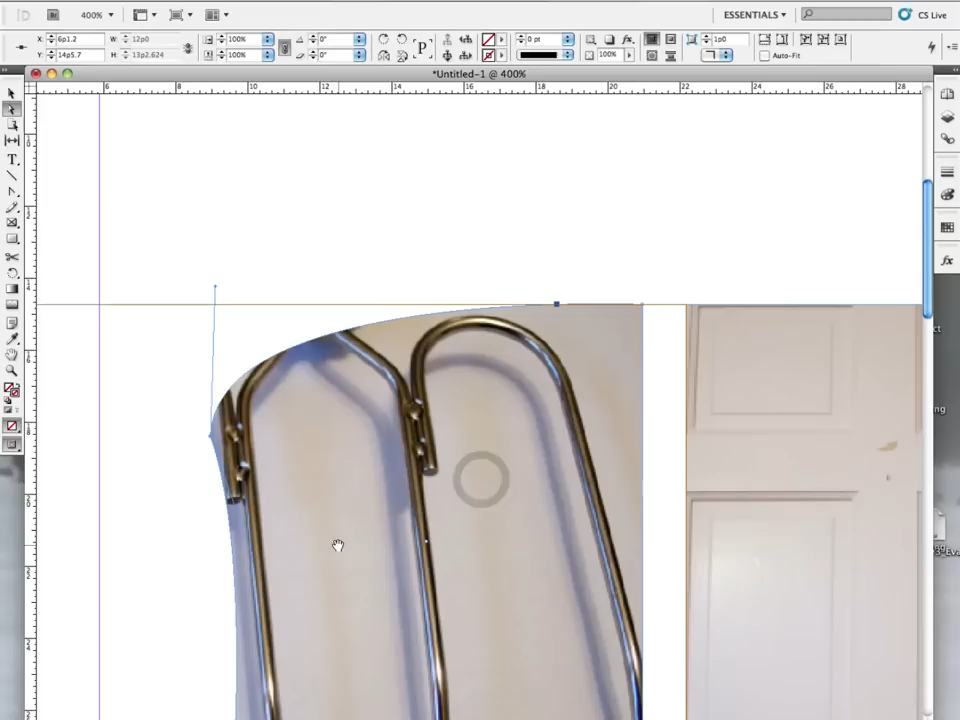 400%
ESSENTIALS
CS Live
X: 6p1.2
W: 12p0
100%
0°
0 pt
1p0
Y: 14p5.7
H: 13p2.624
100%
0°
P
100%
Auto-Fit
*Untitled-1 @ 400%
8
10
12
14
16
18
20
22
24
26
28
T
fx